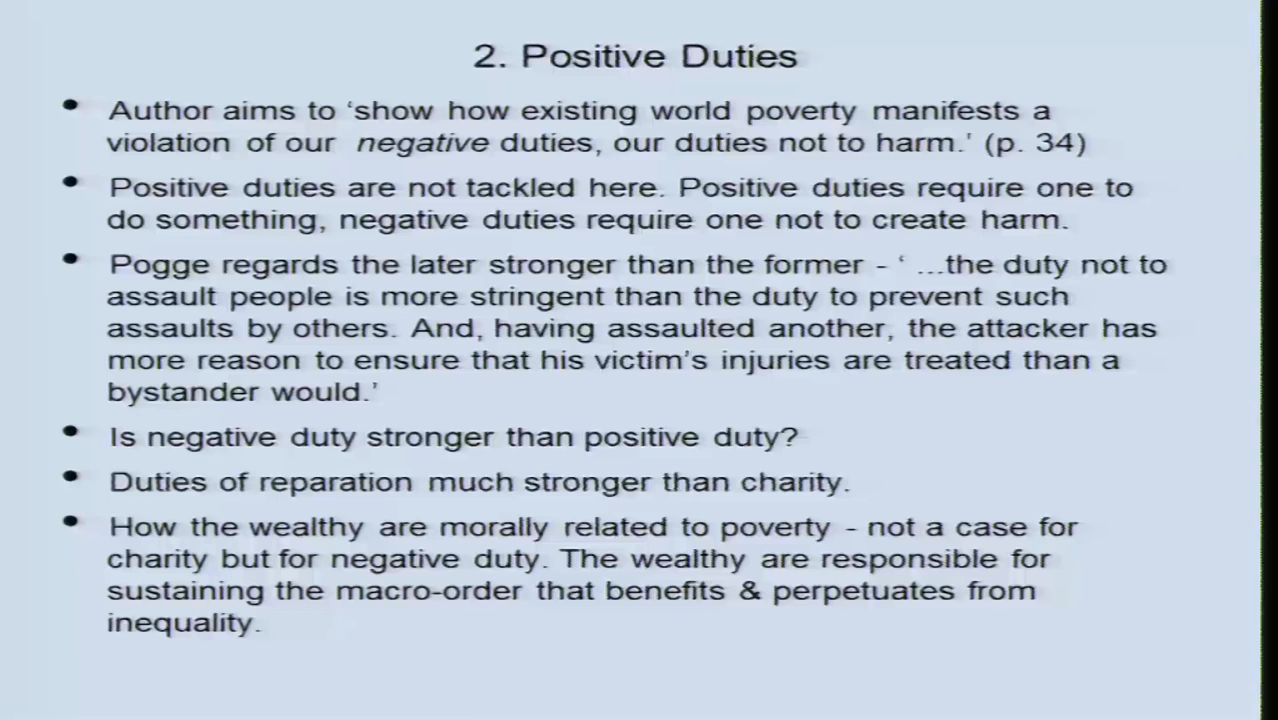 2. Positive Duties
• Author aims to ‘show how existing world poverty manifests a
violation of our negative duties, our duties not to harm.’ (p. 34)
• Positive duties are not tackled here. Positive duties require one to
do something, negative duties require one not to create harm.
• Pogge regards the later stronger than the former - ‘ ...the duty not to
assault people is more stringent than the duty to prevent such
assaults by others. And, having assaulted another, the attacker has
more reason to ensure that his victim’s injuries are treated than a
bystander would.’
• Is negative duty stronger than positive duty?
• Duties of reparation much stronger than charity.
• How the wealthy are morally related to poverty - not a case for
charity but for negative duty. The wealthy are responsible for
sustaining the macro-order that benefits & perpetuates from
inequality.